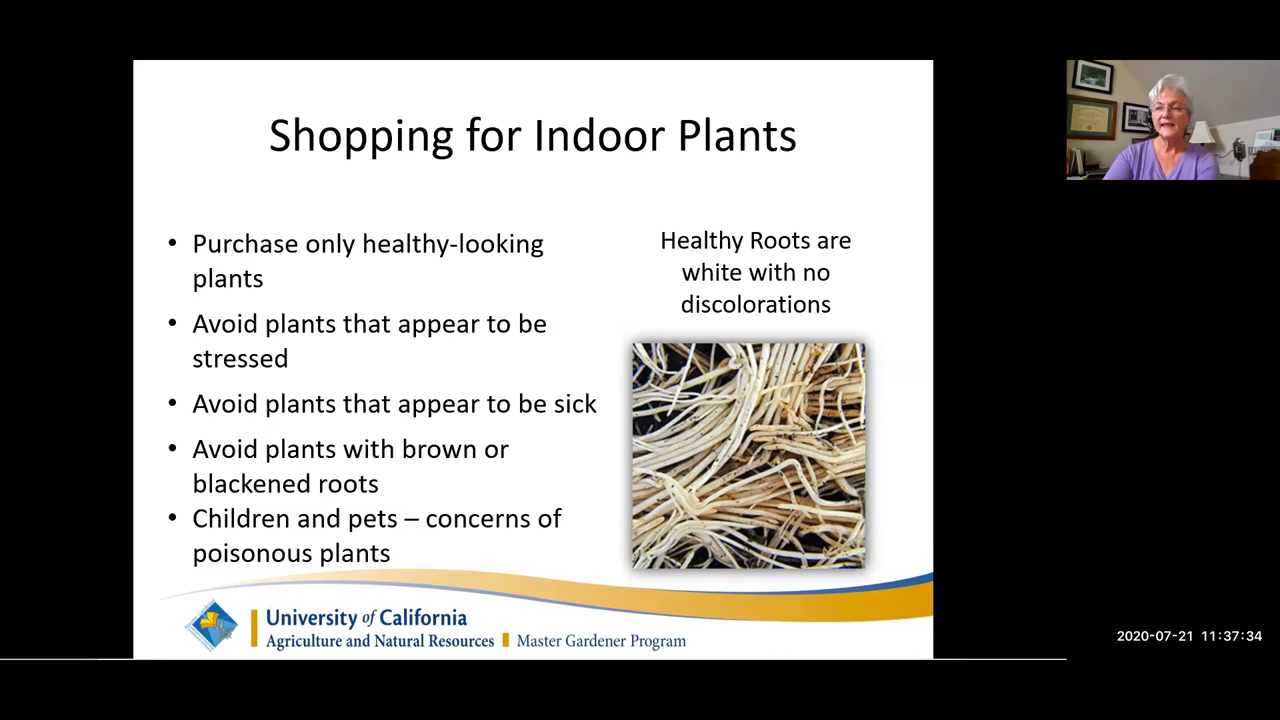 Shopping for Indoor Plants
• Purchase only healthy-looking
plants
• Avoid plants that appear to be
stressed
• Avoid plants that appear to be sick
• Avoid plants with brown or
blackened roots
• Children and pets – concerns of
poisonous plants
Healthy Roots are
white with no
discolorations
University of California
Agriculture and Natural Resources Master Gardener Program
2020-07-21 11:37:34